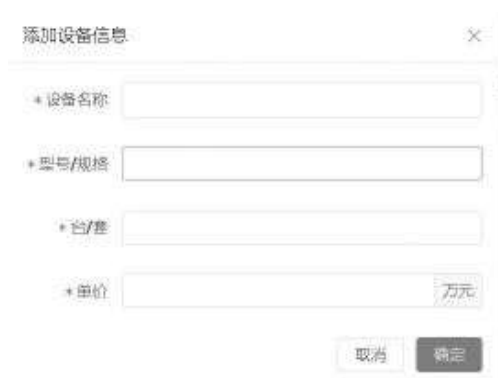 添加设备信息 ×
* 设备名称
* 型号/规格
* 台/套
* 单价 万元
取消 确定